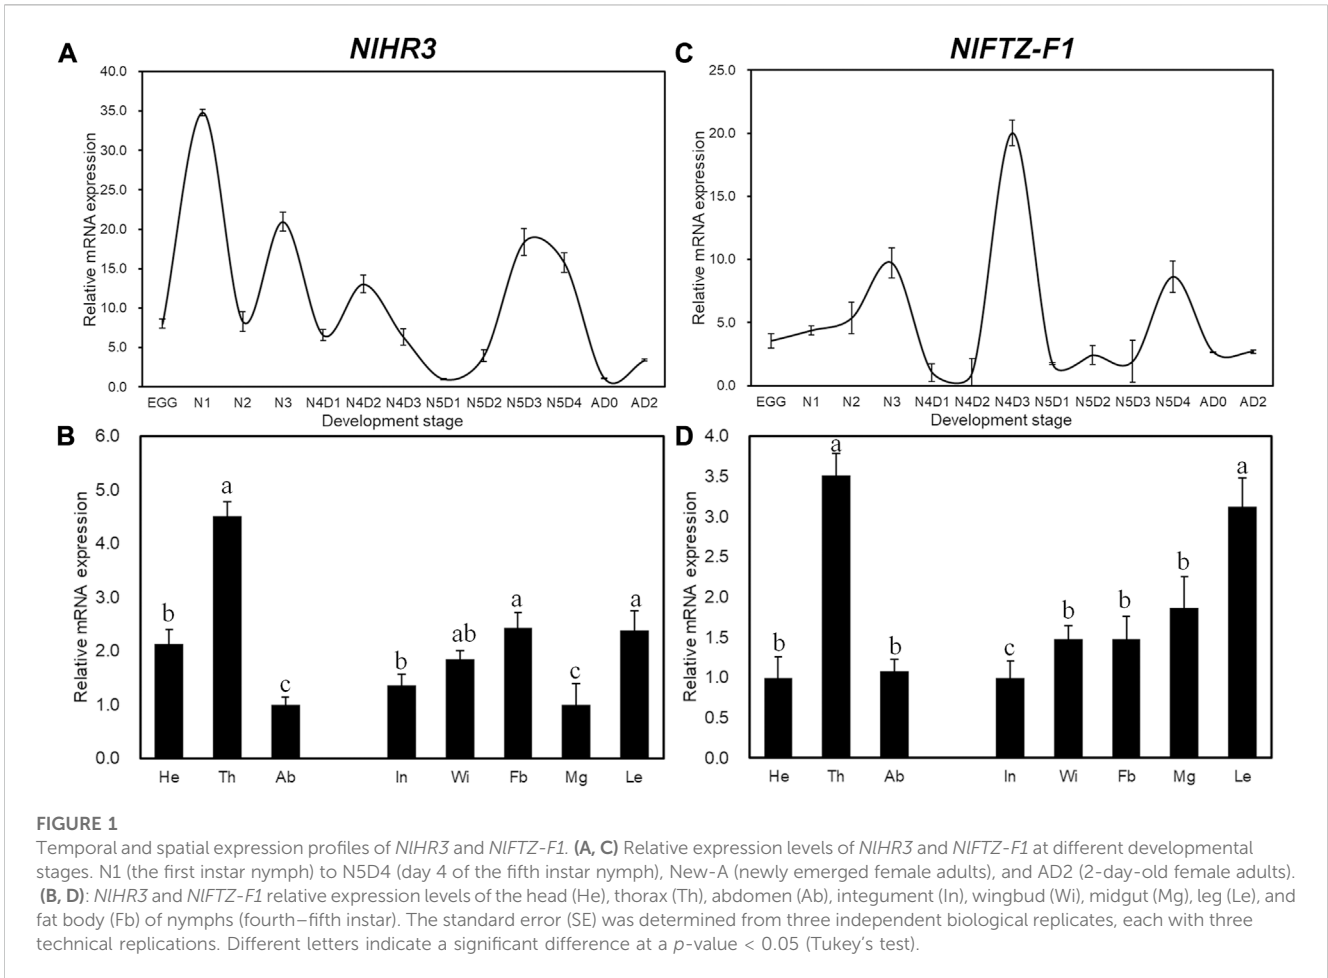 A
NlHR3
40.0
35.0
30.0
25.0
20.0
15.0
10.0
5.0
0.0
Relative mRNA expression
EGG N1 N2 N3 N4D1 N4D2 N4D3 N5D1 N5D2 N5D3 N5D4 AD0 AD2
Development stage
C
NlFTZ-F1
25.0
20.0
15.0
10.0
5.0
0.0
Relative mRNA expression
EGG N1 N2 N3 N4D1 N4D2 N4D3 N5D1 N5D2 N5D3 N5D4 AD0 AD2
Development stage
B
6.0
5.0
4.0
3.0
2.0
1.0
0.0
Relative mRNA expression
b a c b ab a c a
He Th Ab In Wi Fb Mg Le
D
4.0
3.5
3.0
2.5
2.0
1.5
1.0
0.5
0.0
Relative mRNA expression
b a b c b b b a
He Th Ab In Wi Fb Mg Le
FIGURE 1
Temporal and spatial expression profiles of NlHR3 and NlFTZ-F1. (A, C) Relative expression levels of NlHR3 and NlFTZ-F1 at different developmental
stages. N1 (the first instar nymph) to N5D4 (day 4 of the fifth instar nymph), New-A (newly emerged female adults), and AD2 (2-day-old female adults).
(B, D): NlHR3 and NlFTZ-F1 relative expression levels of the head (He), thorax (Th), abdomen (Ab), integument (In), wingbud (Wi), midgut (Mg), leg (Le), and
fat body (Fb) of nymphs (fourth–fifth instar). The standard error (SE) was determined from three independent biological replicates, each with three
technical replications. Different letters indicate a significant difference at a p-value < 0.05 (Tukey's test).